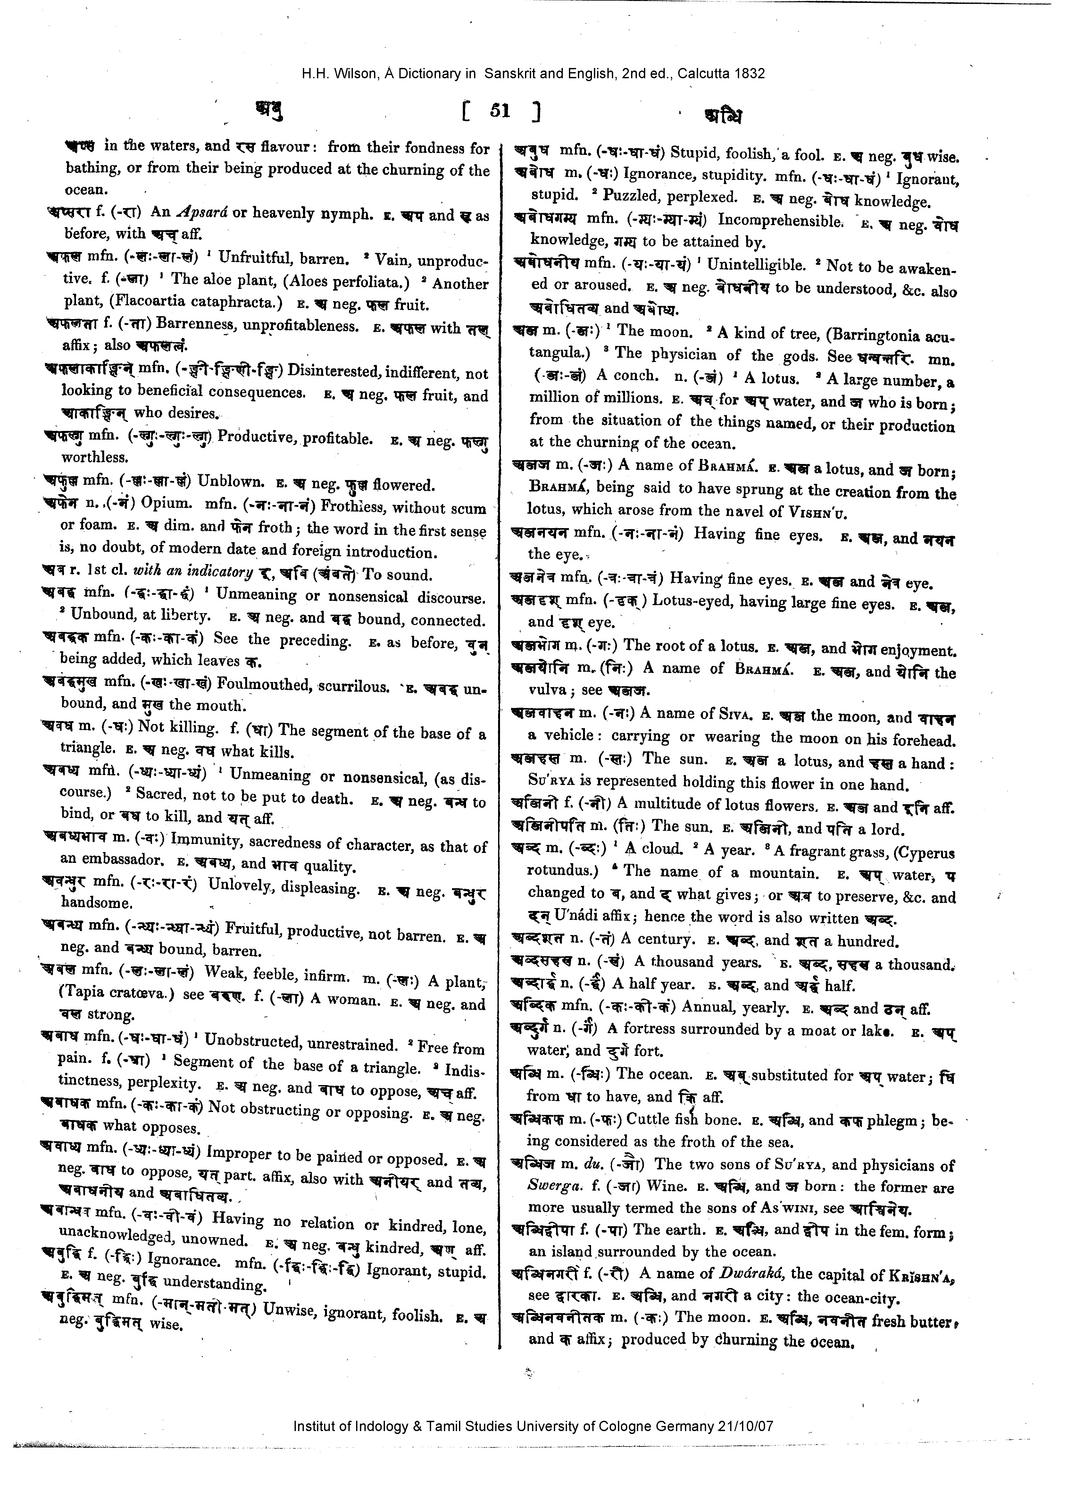 H.H. Wilson, A Dictionary in Sanskrit and English, 2nd ed., Calcutta 1832
अबु [ 51 ] अब्धि
अप्स in the waters, and रस flavour: from their fondness for
bathing, or from their being produced at the churning of the
ocean.
अप्सरा f. (-रा) An Apsará or heavenly nymph. E. अप and सृ as
before, with अच् aff.
अफल mfn. (-लः-ला-लं) ¹ Unfruitful, barren. ² Vain, unproduc-
tive. f. (-ला) ¹ The aloe plant, (Aloes perfoliata.) ² Another
plant, (Flacoartia cataphracta.) E. अ neg. फल fruit.
अफलता f. (-ता) Barrenness, unprofitableness. E. अफल with तल्
affix; also अफलत्वं.
अफलाकाङ्क्षिन् mfn. (-ङ्क्षी-ङ्क्षिणी-ङ्क्षि) Disinterested, indifferent, not
looking to beneficial consequences. E. अ neg. फल fruit, and
आकाङ्क्षिन् who desires.
अफल्गु mfn. (-ल्गुः-ल्गुः-ल्गु) Productive, profitable. E. अ neg. फल्गु
worthless.
अफुल्ल mfn. (-ल्लः-ल्ला-ल्लं) Unblown. E. अ neg. फुल्ल flowered.
अफेन n. (-नं) Opium. mfn. (-नः-ना-नं) Frothless, without scum
or foam. E. अ dim. and फेन froth; the word in the first sense
is, no doubt, of modern date and foreign introduction.
अब r. 1st cl. with an indicatory इ, अबि (अंबते) To sound.
अबद्ध mfn. (-द्धः-द्धा-द्धं) ¹ Unmeaning or nonsensical discourse.
² Unbound, at liberty. E. अ neg. and बद्ध bound, connected.
अबद्धक mfn. (-कः-का-कं) See the preceding. E. as before, वुन्
being added, which leaves क.
अबद्धमुख mfn. (-खः-खा-खं) Foulmouthed, scurrilous. E. अबद्ध un-
bound, and मुख the mouth.
अबध m. (-धः) Not killing. f. (धा) The segment of the base of a
triangle. E. अ neg. बध what kills.
अबध्य mfn. (-ध्यः-ध्या-ध्यं) ¹ Unmeaning or nonsensical, (as dis-
course.) ² Sacred, not to be put to death. E. अ neg. बन्ध to
bind, or बध to kill, and यत् aff.
अबध्यभाव m. (-वः) Immunity, sacredness of character, as that of
an embassador. E. अबध्य, and भाव quality.
अबन्धुर mfn. (-रः-रा-रं) Unlovely, displeasing. E. अ neg. बन्धुर
handsome.
अबन्ध्य mfn. (-न्ध्यः-न्ध्या-न्ध्यं) Fruitful, productive, not barren. E. अ
neg. and बन्ध्य bound, barren.
अबल mfn. (-लः-ला-लं) Weak, feeble, infirm. m. (-लः) A plant,
(Tapia cratœva.) see वरुण. f. (-ला) A woman. E. अ neg. and
बल strong.
अबाध mfn. (-धः-धा-धं) ¹ Unobstructed, unrestrained. ² Free from
pain. f. (-धा) ¹ Segment of the base of a triangle. ² Indis-
tinctness, perplexity. E. अ neg. and बाध to oppose, अच् aff.
अबाधक mfn. (-कः-का-कं) Not obstructing or opposing. E. अ neg.
बाधक what opposes.
अबाध्य mfn. (-ध्यः-ध्या-ध्यं) Improper to be pained or opposed. E. अ
neg. बाध to oppose, यत् part. affix, also with अनीयर् and तव्य,
अबाधनीय and अबाधितव्य.
अबान्धव mfn. (-वः-वी-वं) Having no relation or kindred, lone,
unacknowledged, unowned. E. अ neg. बन्धु kindred, अण् aff.
अबुद्धि f. (-द्धिः) Ignorance. mfn. (-द्धिः-द्धिः-द्धि) Ignorant, stupid.
E. अ neg. बुद्धि understanding.
अबुद्धिमत् mfn. (-मान्-मती-मत्) Unwise, ignorant, foolish. E. अ
neg. बुद्धिमत् wise.
अबुध mfn. (-धः-धा-धं) Stupid, foolish, a fool. E. अ neg. बुध wise.
अबोध m. (-धः) Ignorance, stupidity. mfn. (-धः-धा-धं) ¹ Ignorant,
stupid. ² Puzzled, perplexed. E. अ neg. बोध knowledge.
अबोधगम्य mfn. (-म्यः-म्या-म्यं) Incomprehensible. E. अ neg. बोध
knowledge, गम्य to be attained by.
अबोधनीय mfn. (-यः-या-यं) ¹ Unintelligible. ² Not to be awaken-
ed or aroused. E. अ neg. बोधनीय to be understood, &c. also
अबोधितव्य and अबोध्य.
अब्ज m. (-ब्जः) ¹ The moon. ² A kind of tree, (Barringtonia acu-
tangula.) ³ The physician of the gods. See धन्वन्तरि. mn.
(-ब्जः-ब्जं) A conch. n. (-ब्जं) ¹ A lotus. ² A large number, a
million of millions. E. अब् for अप् water, and ज who is born;
from the situation of the things named, or their production
at the churning of the ocean.
अब्जज m. (-जः) A name of BRAHMÁ. E. अब्ज a lotus, and ज born;
BRAHMÁ, being said to have sprung at the creation from the
lotus, which arose from the navel of VISHN'U.
अब्जनयन mfn. (-नः-ना-नं) Having fine eyes. E. अब्ज, and नयन
the eye.
अब्जनेत्र mfn. (-त्रः-त्रा-त्रं) Having fine eyes. E. अब्ज and नेत्र eye.
अब्जदृश् mfn. (-दृक्) Lotus-eyed, having large fine eyes. E. अब्ज,
and दृश् eye.
अब्जभोग m. (-गः) The root of a lotus. E. अब्ज, and भोग enjoyment.
अब्जयोनि m. (निः) A name of BRAHMÁ. E. अब्ज, and योनि the
vulva; see अब्जज.
अब्जवाहन m. (-नः) A name of SIVA. E. अब्ज the moon, and वाहन
a vehicle: carrying or wearing the moon on his forehead.
अब्जहस्त m. (-स्तः) The sun. E. अब्ज a lotus, and हस्त a hand:
SU'RYA is represented holding this flower in one hand.
अब्जिनी f. (-नी) A multitude of lotus flowers. E. अब्ज and इनि aff.
अब्जिनीपति m. (तिः) The sun. E. अब्जिनी, and पति a lord.
अब्द m. (-ब्दः) ¹ A cloud. ² A year. ³ A fragrant grass, (Cyperus
rotundus.) ⁴ The name of a mountain. E. अप् water, प
changed to ब, and द what gives; or अव to preserve, &c. and
दन् U'nádi affix; hence the word is also written अब्द.
अब्दशत n. (-तं) A century. E. अब्द, and शत a hundred.
अब्दसहस्र n. (-स्रं) A thousand years. E. अब्द, सहस्र a thousand.
अब्दार्द्ध n. (-र्द्धं) A half year. E. अब्द, and अर्द्ध half.
अब्दिक mfn. (-कः-की-कं) Annual, yearly. E. अब्द and ठन् aff.
अब्दुर्ग n. (-र्गं) A fortress surrounded by a moat or lake. E. अप्
water, and दुर्ग fort.
अब्धि m. (-ब्धिः) The ocean. E. अब् substituted for अप् water; धि
from धा to have, and कि aff.
अब्धिकफ m. (-फः) Cuttle fish bone. E. अब्धि, and कफ phlegm; be-
ing considered as the froth of the sea.
अब्धिज m. du. (-जौ) The two sons of SU'RYA, and physicians of
Swerga. f. (-जा) Wine. E. अब्धि, and ज born: the former are
more usually termed the sons of AS'WINI, see आश्विनेय.
अब्धिद्वीपा f. (-पा) The earth. E. अब्धि, and द्वीप in the fem. form;
an island surrounded by the ocean.
अब्धिनगरी f. (-री) A name of Dwáraká, the capital of KRĬSHN'A,
see द्वारका. E. अब्धि, and नगरी a city: the ocean-city.
अब्धिनवनीतक m. (-कः) The moon. E. अब्धि, नवनीत fresh butter,
and क affix; produced by churning the ocean.
Institut of Indology & Tamil Studies University of Cologne Germany 21/10/07